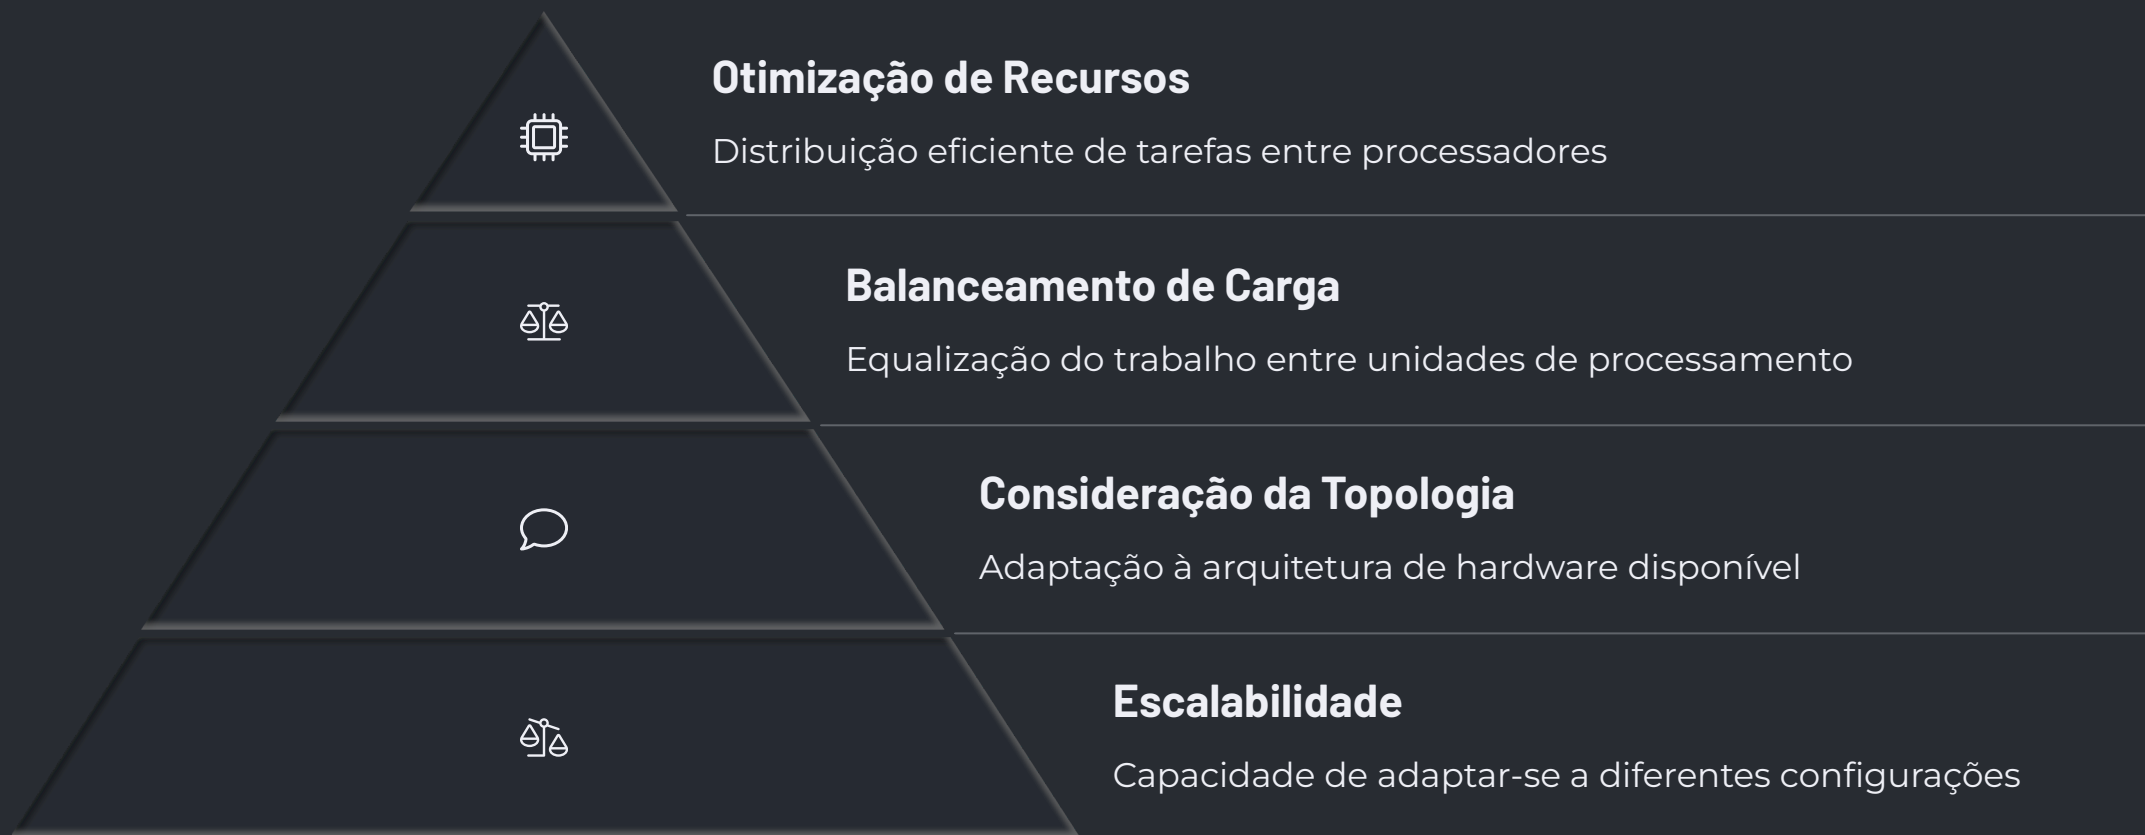 Otimização de Recursos
Distribuição eficiente de tarefas entre processadores
Balanceamento de Carga
Equalização do trabalho entre unidades de processamento
Consideração da Topologia
Adaptação à arquitetura de hardware disponível
Escalabilidade
Capacidade de adaptar-se a diferentes configurações